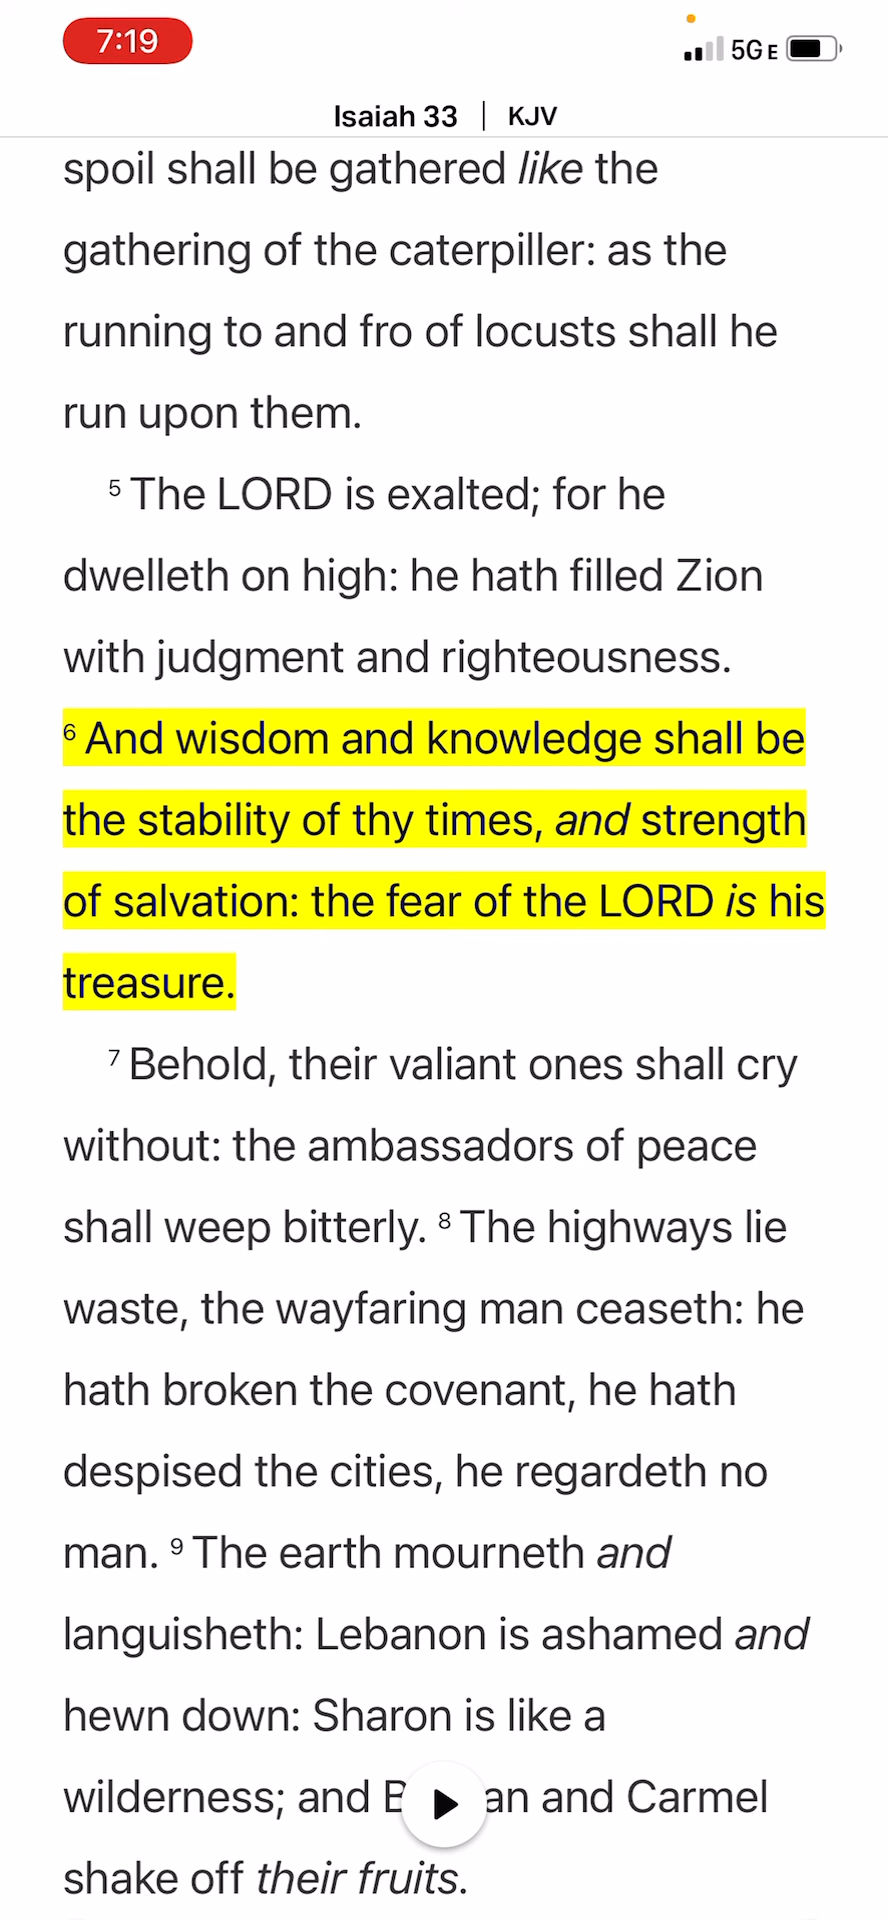 7:19
5G E
Isaiah 33 | KJV
spoil shall be gathered like the
gathering of the caterpiller: as the
running to and fro of locusts shall he
run upon them.
5 The LORD is exalted; for he
dwelleth on high: he hath filled Zion
with judgment and righteousness.
6 And wisdom and knowledge shall be
the stability of thy times, and strength
of salvation: the fear of the LORD is his
treasure.
7 Behold, their valiant ones shall cry
without: the ambassadors of peace
shall weep bitterly. 8 The highways lie
waste, the wayfaring man ceaseth: he
hath broken the covenant, he hath
despised the cities, he regardeth no
man. 9 The earth mourneth and
languisheth: Lebanon is ashamed and
hewn down: Sharon is like a
wilderness; and and Carmel
shake off their fruits.